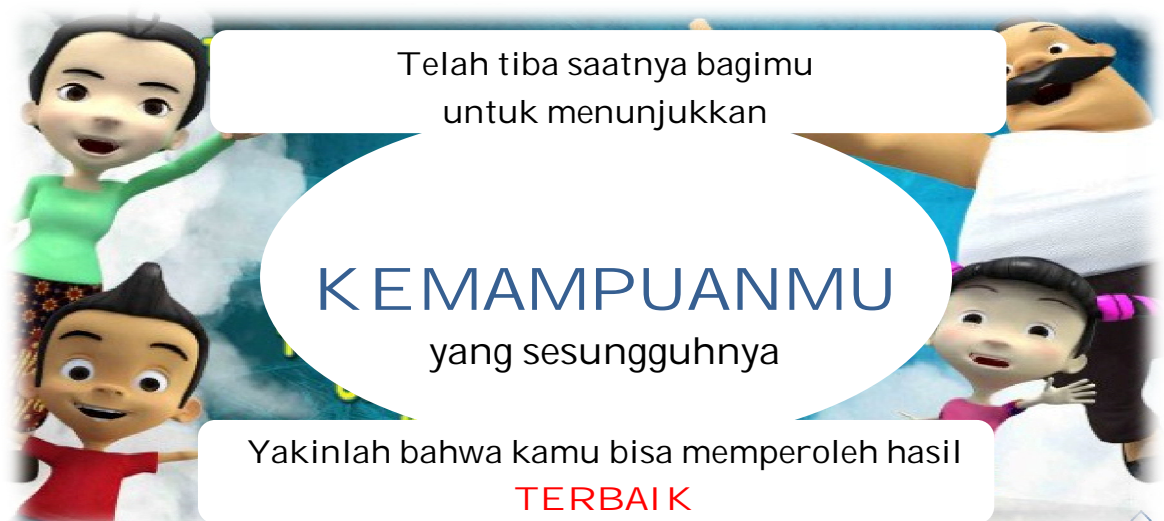 Telah tiba saatnya bagimu
untuk menunjukkan
KEMAMPUANMU
yang sesungguhnya
Yakinlah bahwa kamu bisa memperoleh hasil
TERBAIK